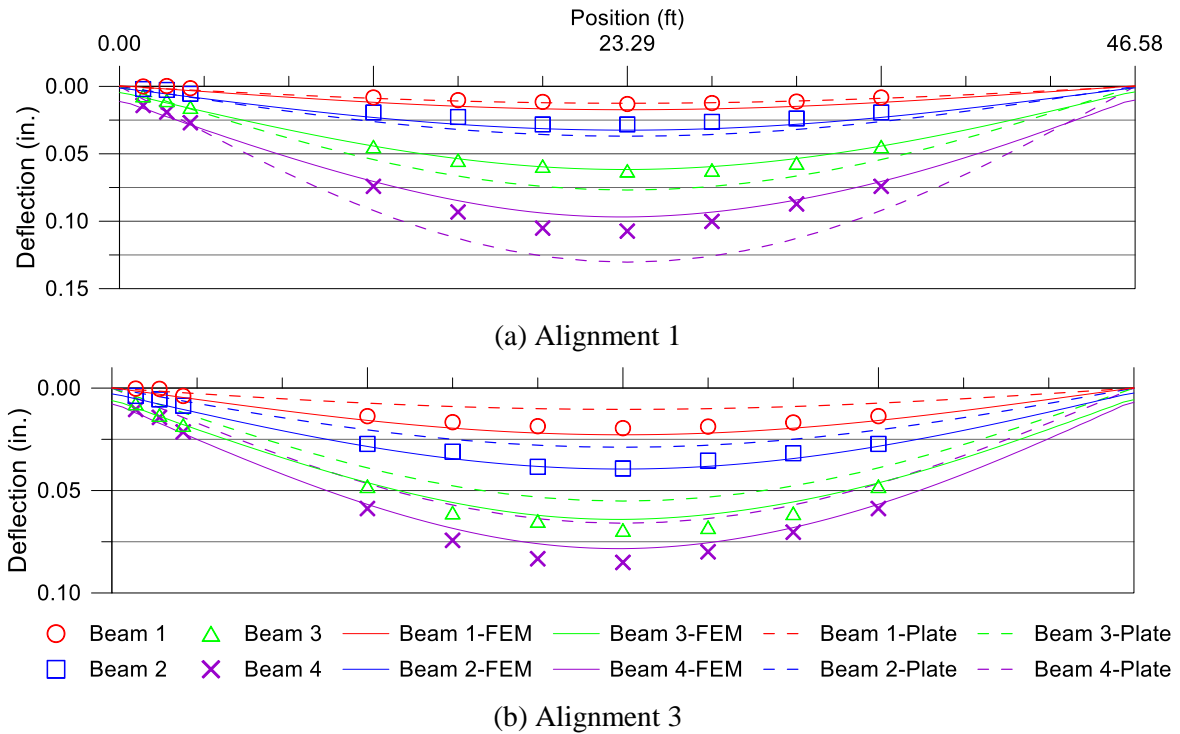 Position (ft)
0.00 23.29 46.58
0.00
0.05
0.10
0.15
Deflection (in.)
(a) Alignment 1
0.00
0.05
0.10
Deflection (in.)
Beam 1 Beam 3 Beam 1-FEM Beam 3-FEM Beam 1-Plate Beam 3-Plate
Beam 2 Beam 4 Beam 2-FEM Beam 4-FEM Beam 2-Plate Beam 4-Plate
(b) Alignment 3